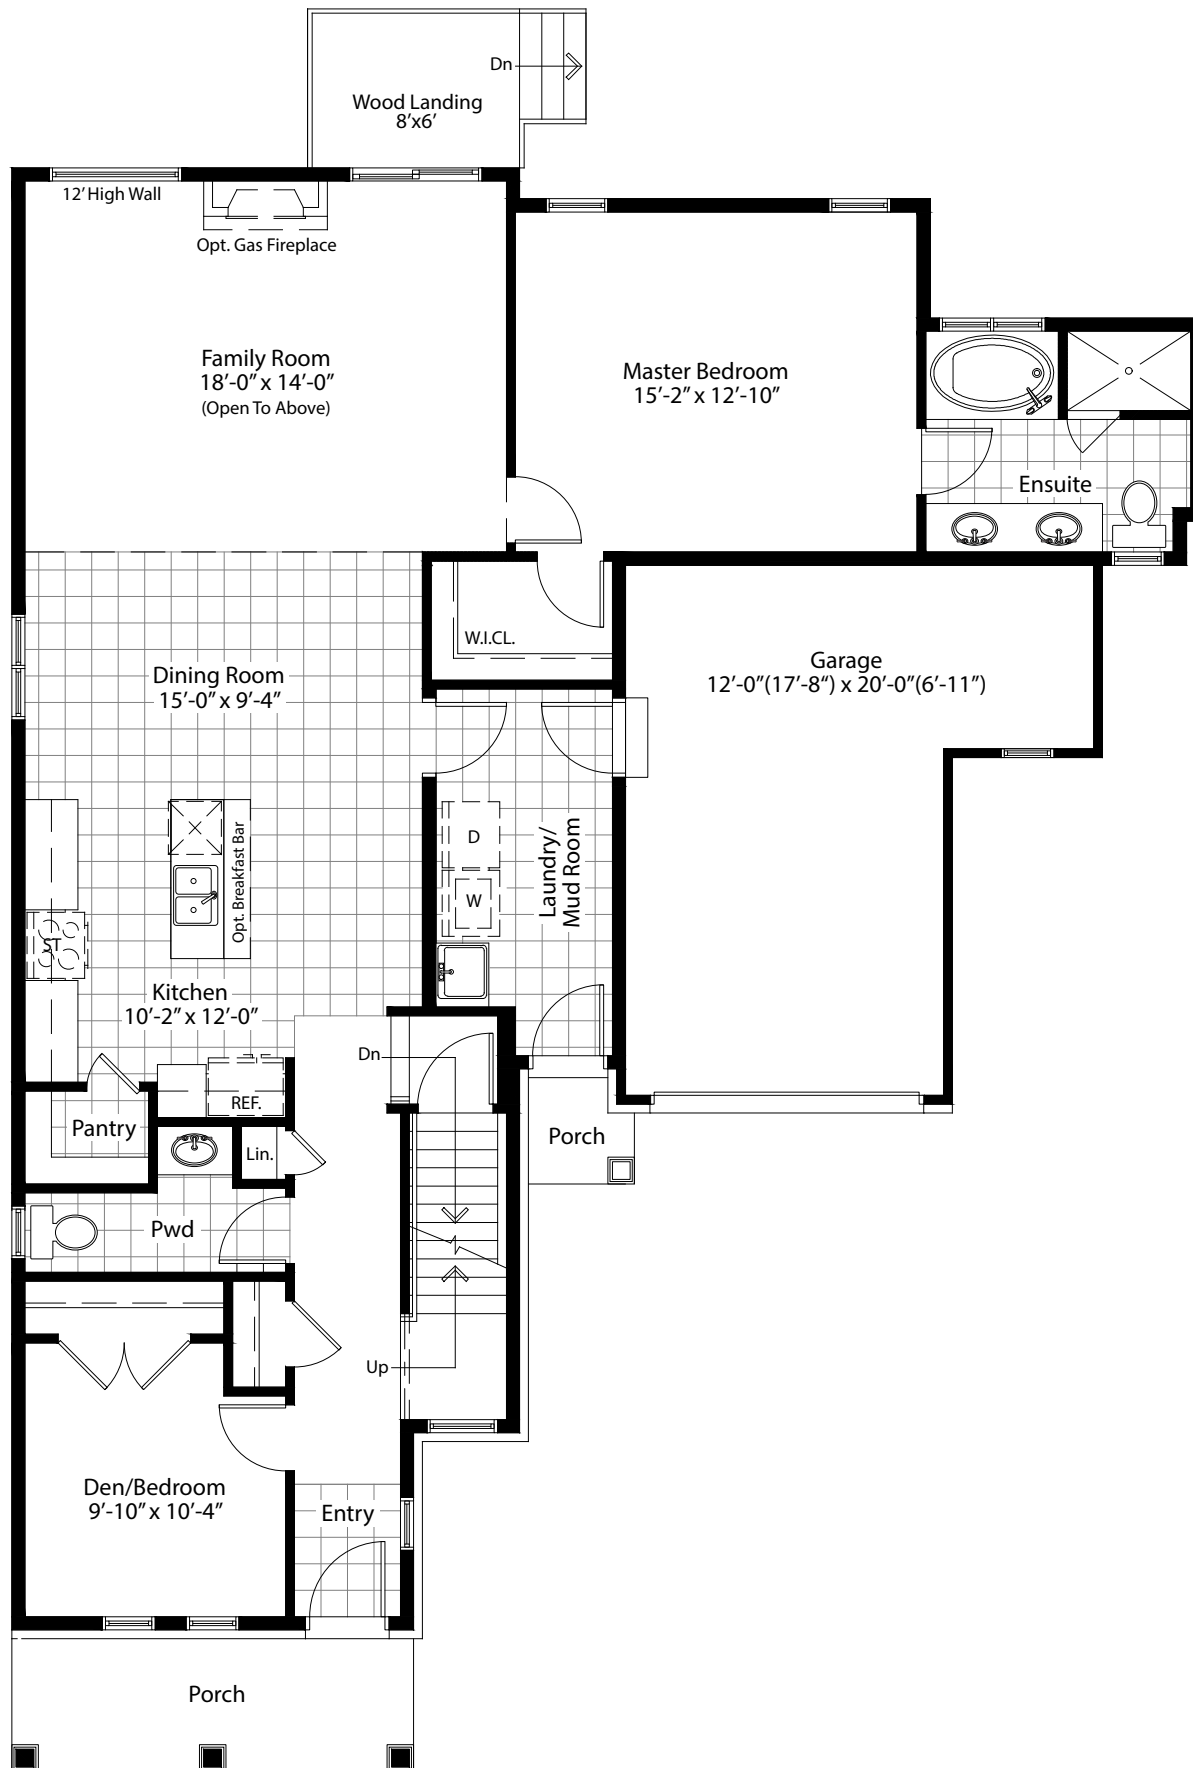 Dn
Wood Landing
8’x6’
12’ High Wall
Opt. Gas Fireplace
Family Room
18’-0” x 14’-0”
(Open To Above)
Master Bedroom
15’-2” x 12’-10”
Ensuite
W.I.CL.
Garage
12’-0”(17’-8“) x 20’-0”(6’-11”)
Dining Room
15’-0” x 9’-4”
Opt. Breakfast Bar
D
W
Laundry/
Mud Room
ST
Kitchen
10’-2” x 12’-0”
Dn
REF.
Pantry
Lin.
Porch
Pwd
Up
Den/Bedroom
9’-10” x 10’-4”
Entry
Porch